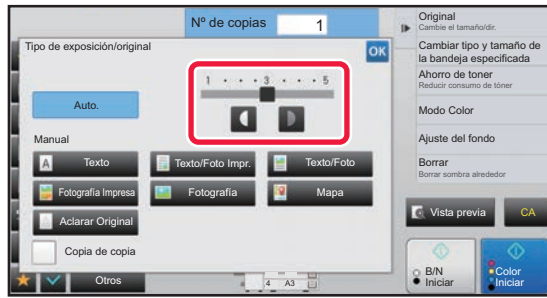 Nº de copias 1
Tipo de exposición/original
OK
1 3 5
Auto.
Manual
A Texto
Texto/Foto Impr.
Texto/Foto
Fotografía Impresa
Fotografía
Mapa
Aclarar Original
Copia de copia
Otros
4 A3
Original
Cambie el tamaño/dir.
Cambiar tipo y tamaño de
la bandeja especificada
Ahorro de toner
Reducir consumo de tóner
Modo Color
Ajuste del fondo
Borrar
Borrar sombra alrededor
Vista previa
CA
B/N
Iniciar
Color
Iniciar